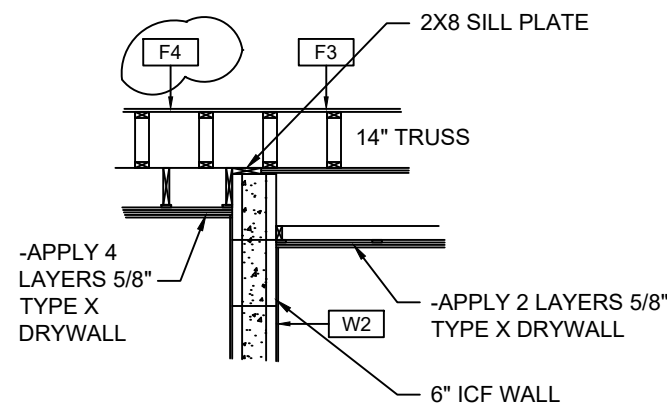 2X8 SILL PLATE
F4
F3
14" TRUSS
-APPLY 4
LAYERS 5/8"
TYPE X
DRYWALL
-APPLY 2 LAYERS 5/8"
TYPE X DRYWALL
W2
6" ICF WALL